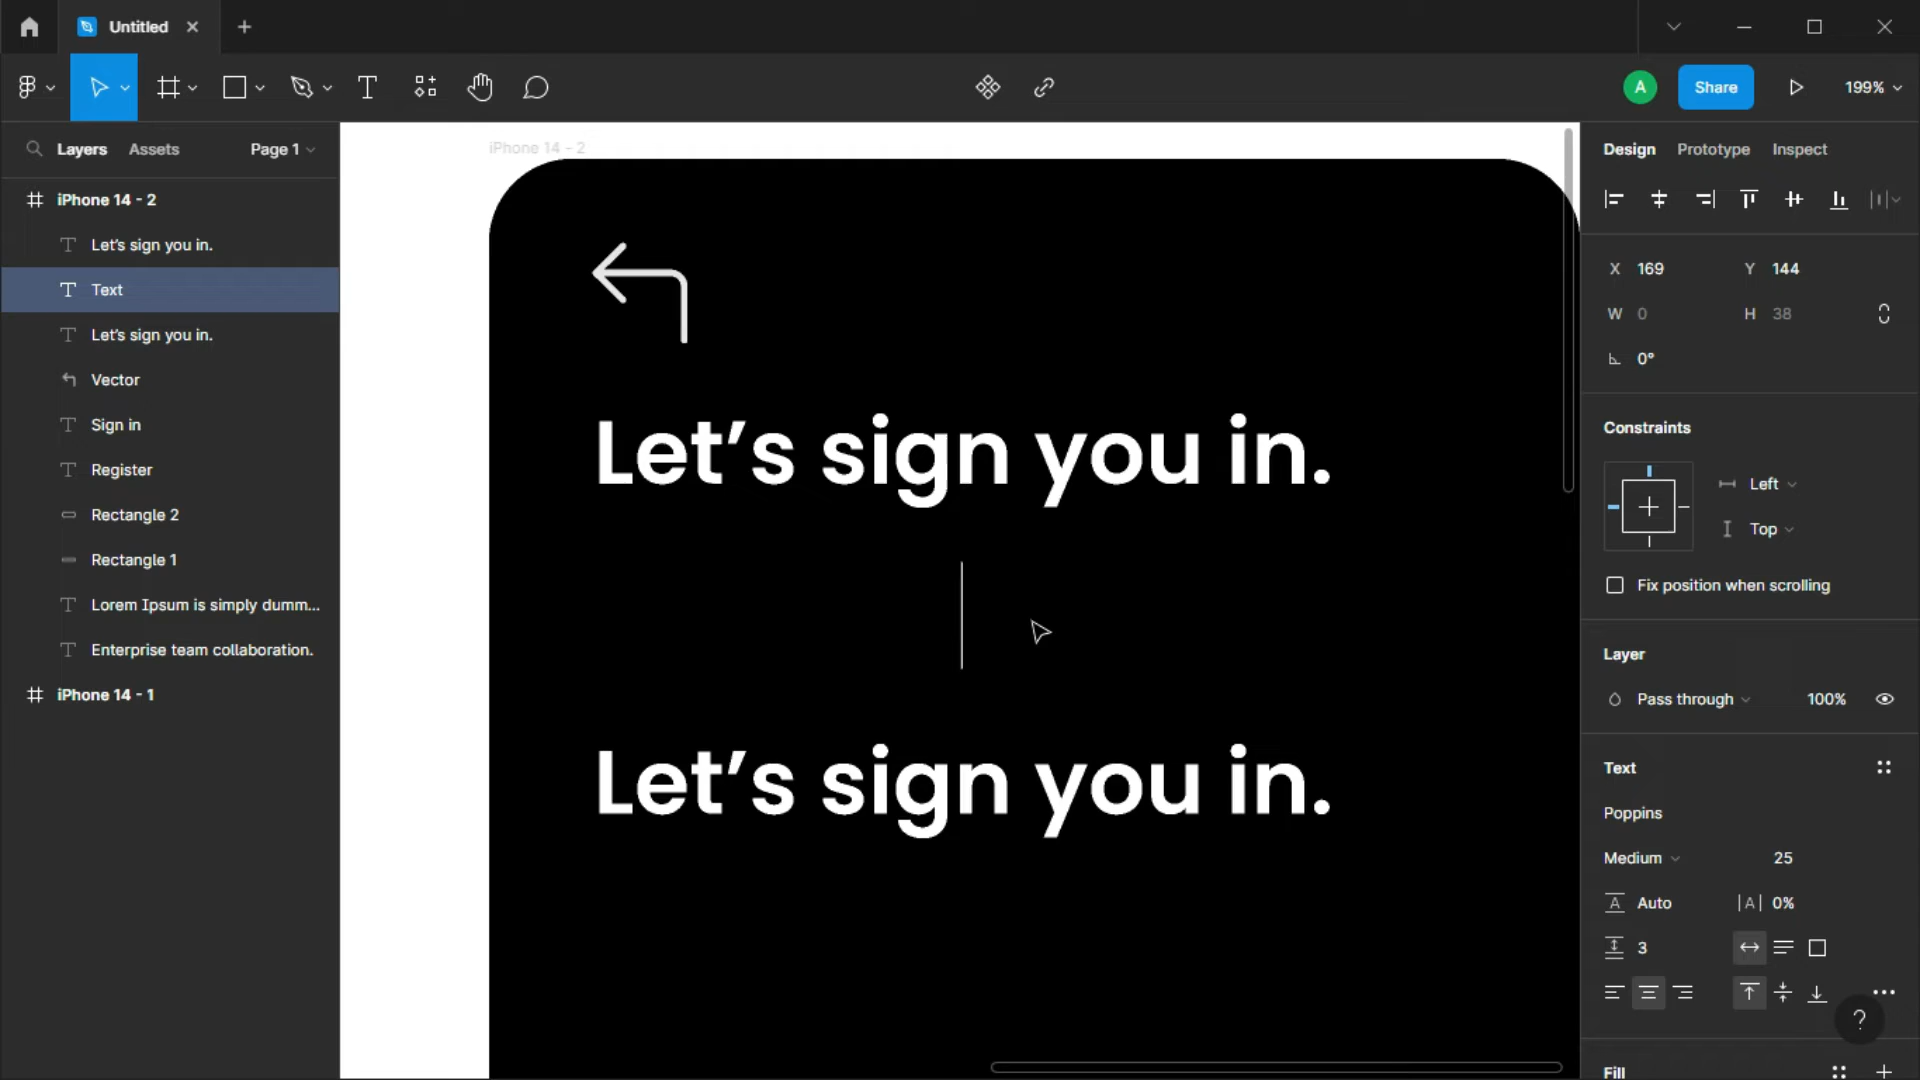 Untitled
A
Share
199%
Layers
Assets
Page 1
iPhone 14 - 2
Let's sign you in.
Text
Let's sign you in.
Vector
Sign in
Register
Rectangle 2
Rectangle 1
Lorem Ipsum is simply dumm...
Enterprise team collaboration.
iPhone 14 - 1
iPhone 14 - 2
Let's sign you in.
Let's sign you in.
Design
Prototype
Inspect
X 169
Y 144
W 0
H 38
0°
Constraints
Left
Top
Fix position when scrolling
Layer
Pass through
100%
Text
Poppins
Medium
25
A Auto
|A| 0%
3
?
Fill